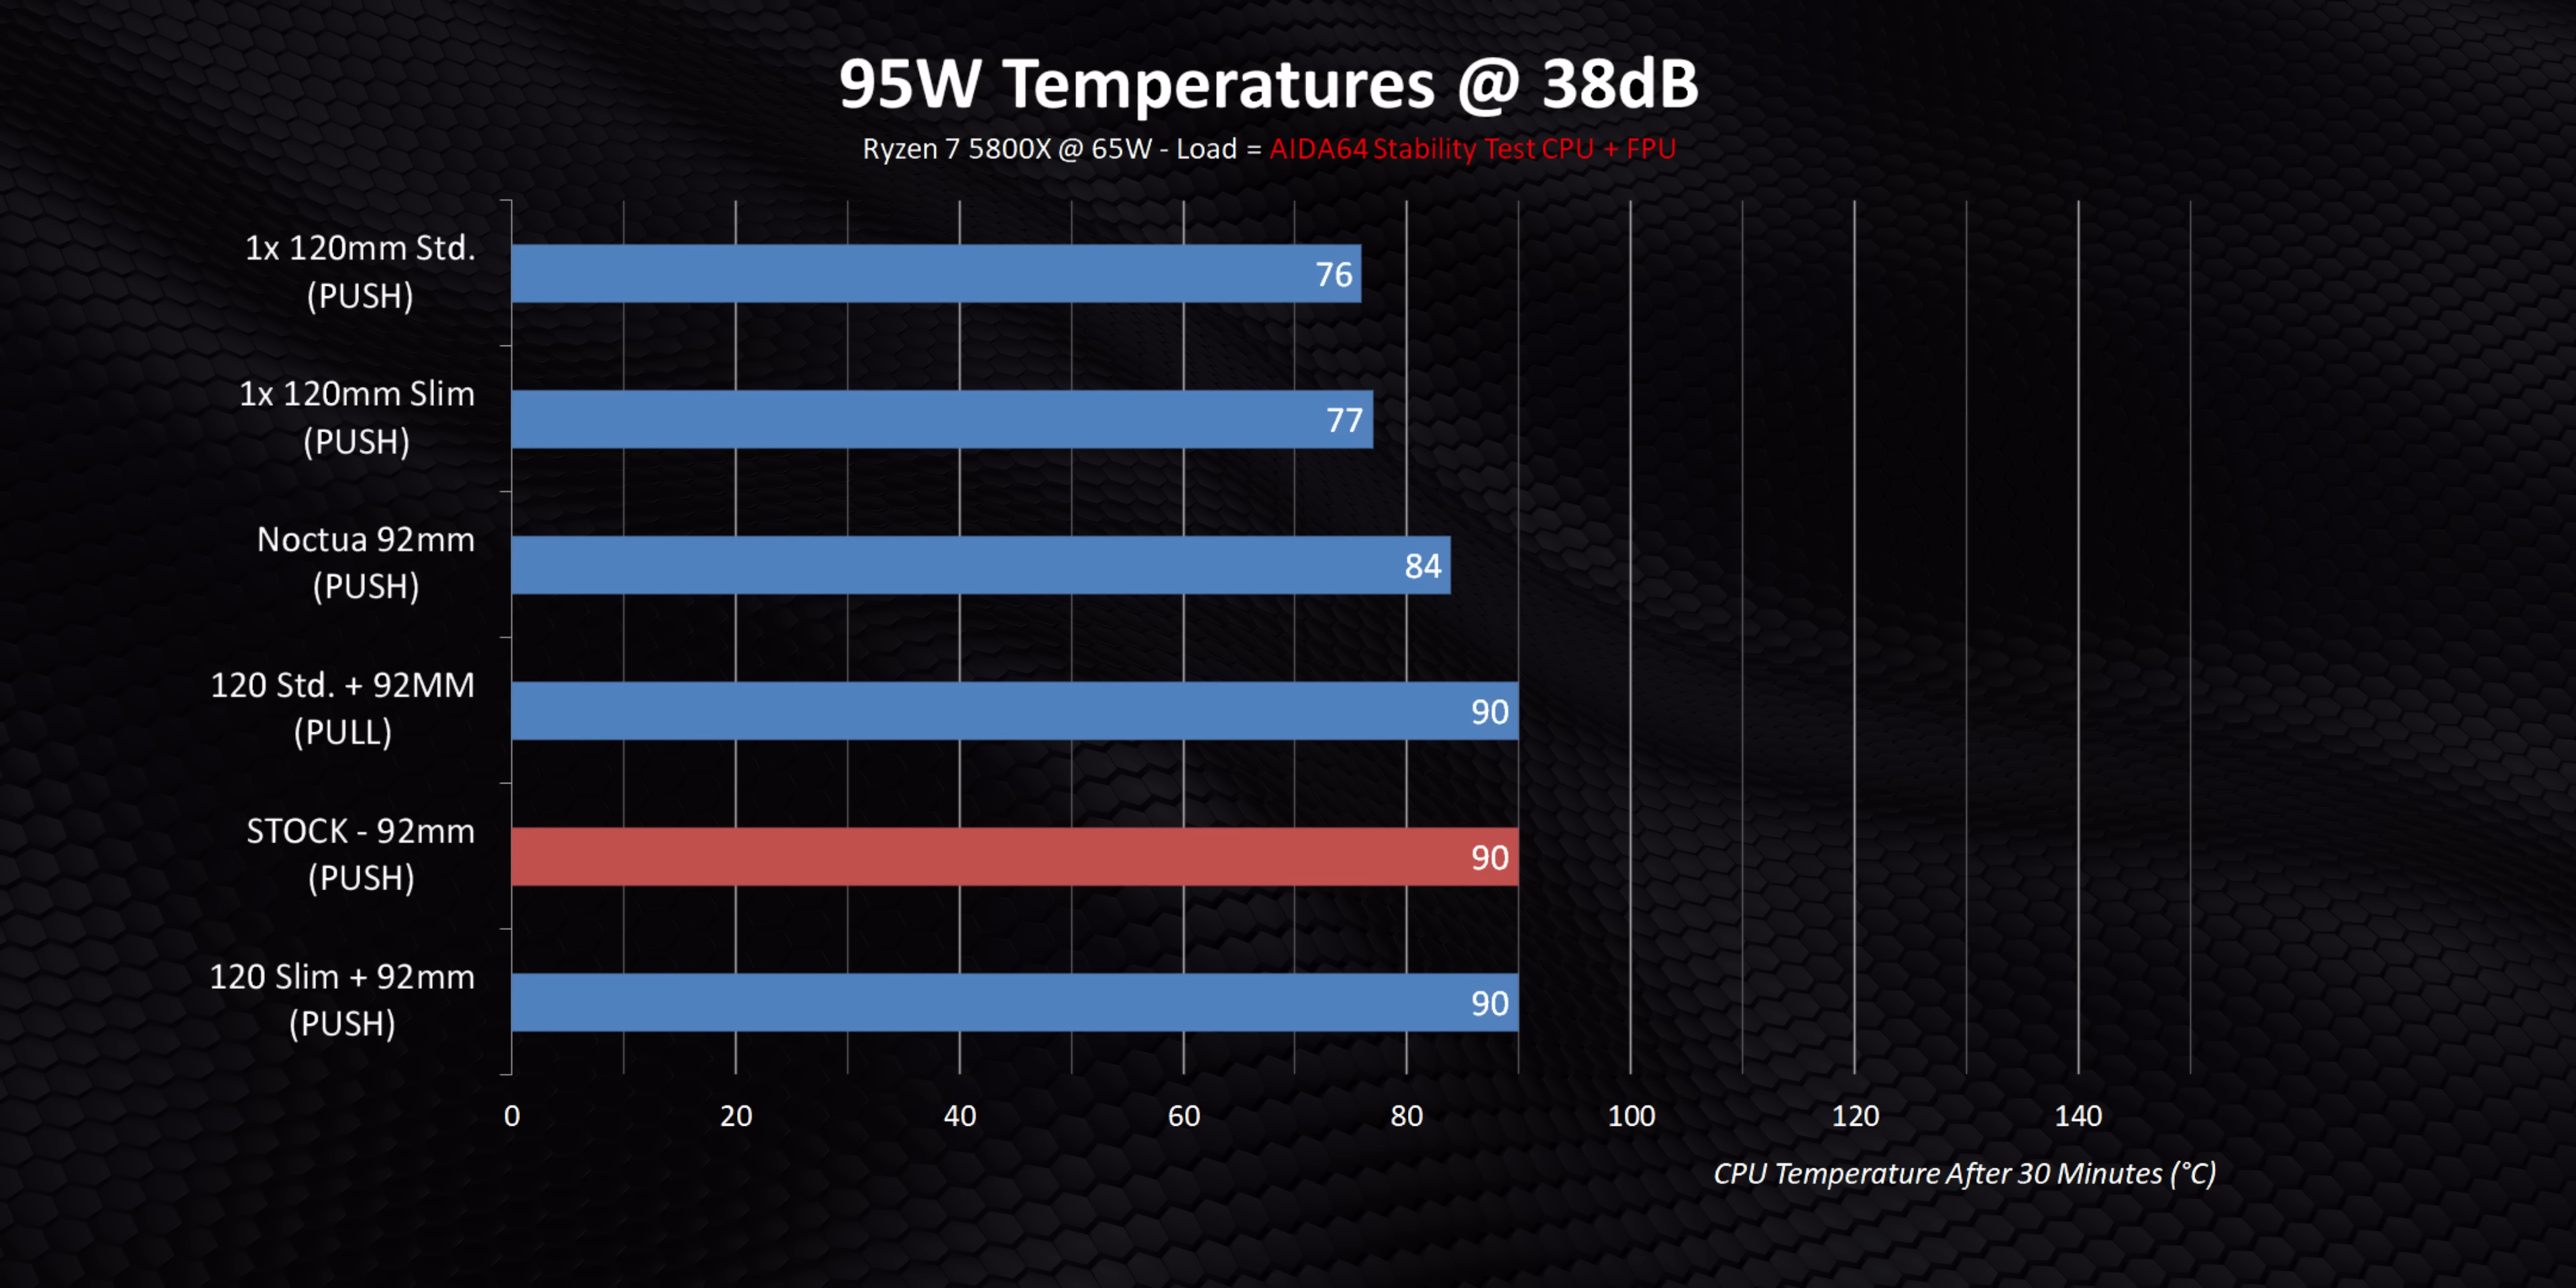 95W Temperatures @ 38dB
Ryzen 7 5800X @ 65W - Load = AIDA64 Stability Test CPU + FPU
1x 120mm Std.
(PUSH)
76
1x 120mm Slim
(PUSH)
77
Noctua 92mm
(PUSH)
84
120 Std. + 92MM
(PULL)
90
STOCK - 92mm
(PUSH)
90
120 Slim + 92mm
(PUSH)
90
0 20 40 60 80 100 120 140
CPU Temperature After 30 Minutes (°C)